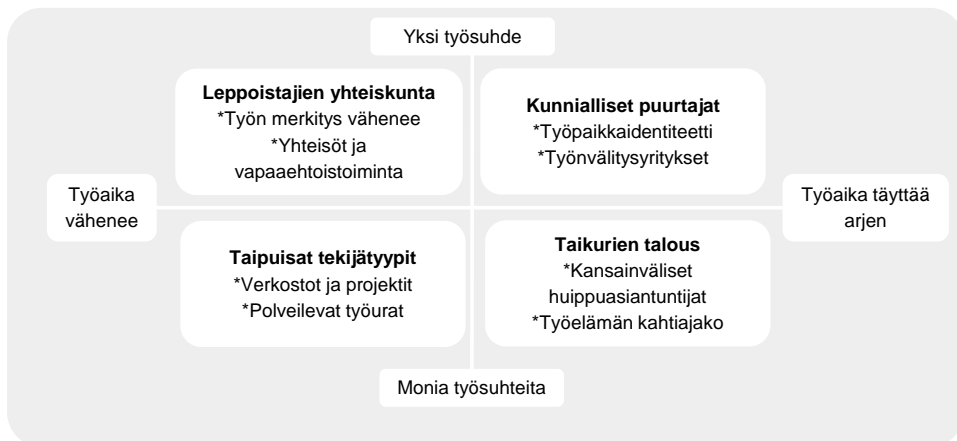 Yksi työsuhde
Leppoistajien yhteiskunta
*Työn merkitys vähenee
*Yhteisöt ja
vapaaehtoistoiminta
Kunnialliset puurtajat
*Työpaikkaidentiteetti
*Työnvälitysyritykset
Työaika
vähenee
Työaika täyttää
arjen
Taipuisat tekijätyypit
*Verkostot ja projektit
*Polveilevat työurat
Taikurien talous
*Kansainväliset
huippuasiantuntijat
*Työelämän kahtiajako
Monia työsuhteita